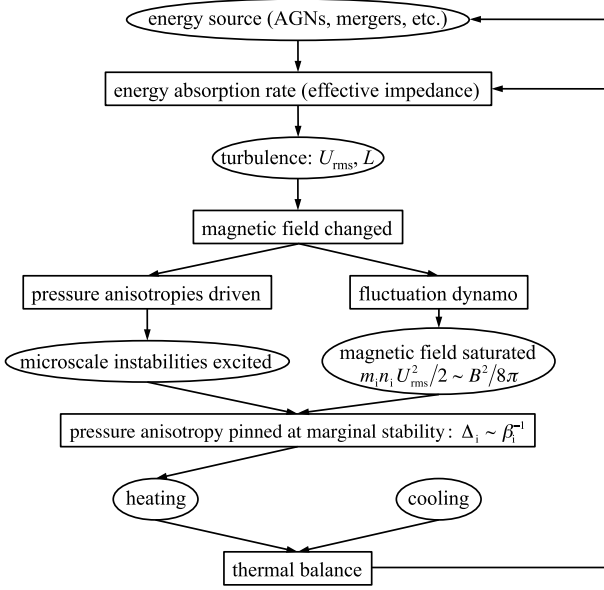 energy source (AGNs, mergers, etc.)
energy absorption rate (effective impedance)
turbulence: U_rms, L
magnetic field changed
pressure anisotropies driven
fluctuation dynamo
microscale instabilities excited
magnetic field saturated
m_i n_i U_rms^2/2 ~ B^2/8π
pressure anisotropy pinned at marginal stability: Δ_i ~ β_i^-1
heating
cooling
thermal balance